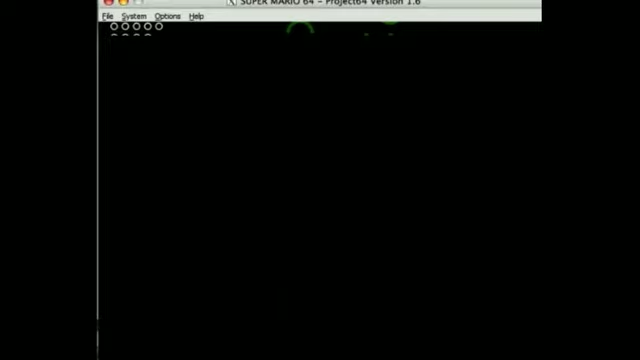 SUPER MARIO 64 - Project64 Version 1.6
File System Options Help